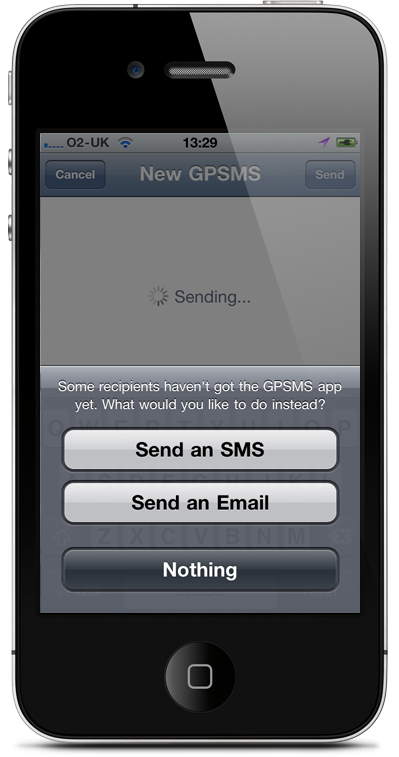 O2-UK 13:29
Cancel New GPSMS Send
Sending...
Some recipients haven't got the GPSMS app
yet. What would you like to do instead?
Q W E R T Y U I O P
Send an SMS
Send an Email
Z X C V B N M
Nothing